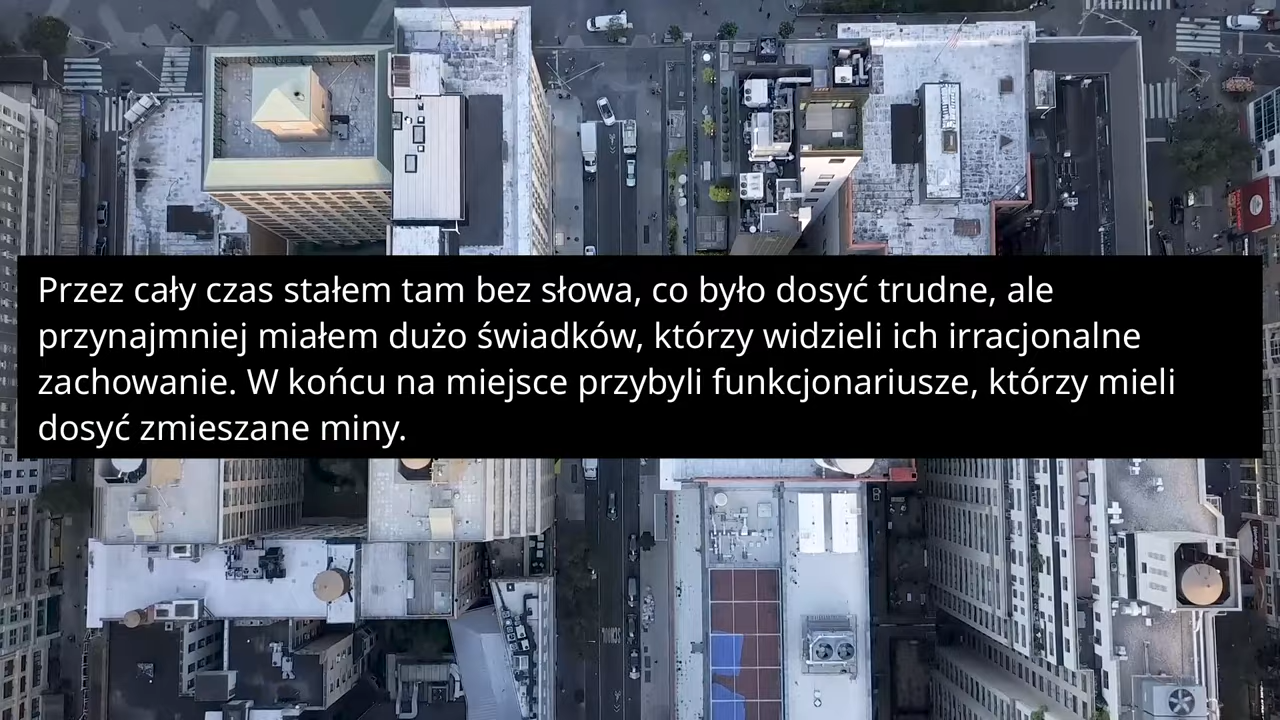 Przez cały czas stałem tam bez słowa, co było dosyć trudne, ale
przynajmniej miałem dużo świadków, którzy widzieli ich irracjonalne
zachowanie. W końcu na miejsce przybyli funkcjonariusze, którzy mieli
dosyć zmieszane miny.
SCHOOL